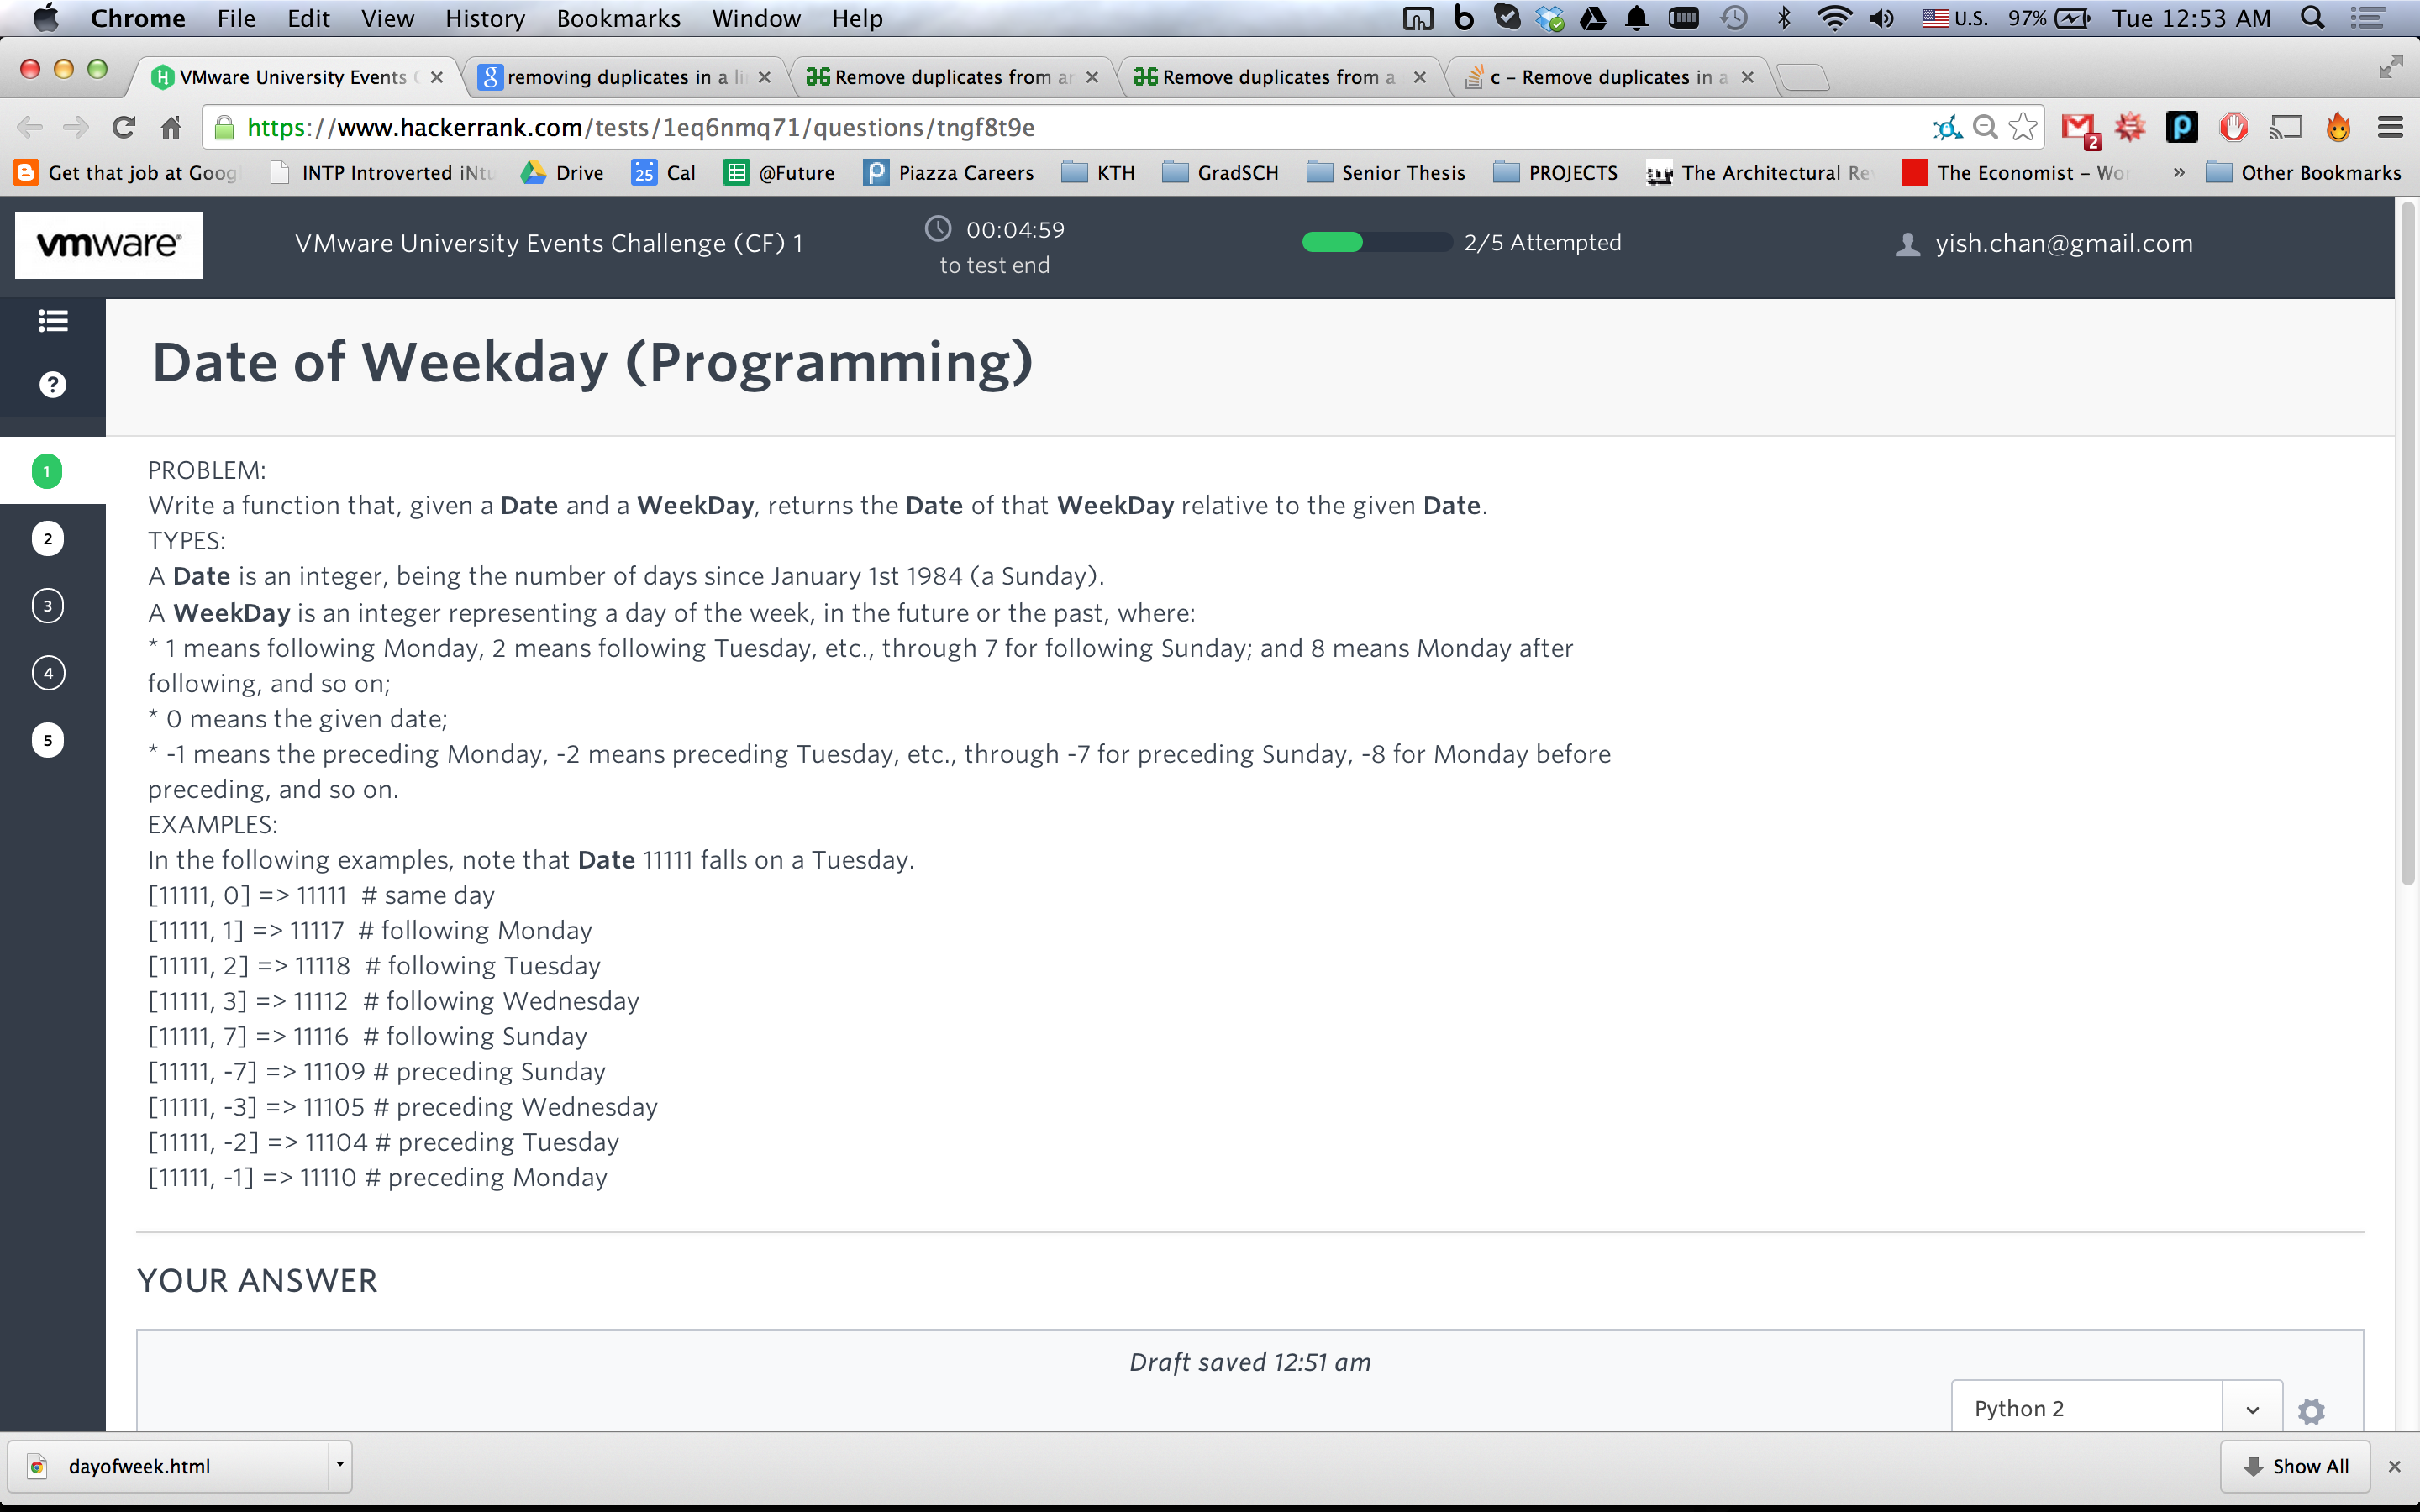 Chrome File Edit View History Bookmarks Window Help U.S. 97% Tue 12:53 AM
VMware University Events removing duplicates in a li Remove duplicates from ar Remove duplicates from a c – Remove duplicates in a
https://www.hackerrank.com/tests/1eq6nmq71/questions/tngf8t9e 2
Get that job at Goog INTP Introverted iNtu Drive 25 Cal @Future Piazza Careers KTH GradSCH Senior Thesis PROJECTS The Architectural Re The Economist – Wor » Other Bookmarks
vmware VMware University Events Challenge (CF) 1 00:04:59 2/5 Attempted yish.chan@gmail.com
to test end
Date of Weekday (Programming)
1
2
3
4
5
PROBLEM:
Write a function that, given a Date and a WeekDay, returns the Date of that WeekDay relative to the given Date.
TYPES:
A Date is an integer, being the number of days since January 1st 1984 (a Sunday).
A WeekDay is an integer representing a day of the week, in the future or the past, where:
* 1 means following Monday, 2 means following Tuesday, etc., through 7 for following Sunday; and 8 means Monday after
following, and so on;
* 0 means the given date;
* -1 means the preceding Monday, -2 means preceding Tuesday, etc., through -7 for preceding Sunday, -8 for Monday before
preceding, and so on.
EXAMPLES:
In the following examples, note that Date 11111 falls on a Tuesday.
[11111, 0] => 11111 # same day
[11111, 1] => 11117 # following Monday
[11111, 2] => 11118 # following Tuesday
[11111, 3] => 11112 # following Wednesday
[11111, 7] => 11116 # following Sunday
[11111, -7] => 11109 # preceding Sunday
[11111, -3] => 11105 # preceding Wednesday
[11111, -2] => 11104 # preceding Tuesday
[11111, -1] => 11110 # preceding Monday
YOUR ANSWER
Draft saved 12:51 am
Python 2
dayofweek.html Show All